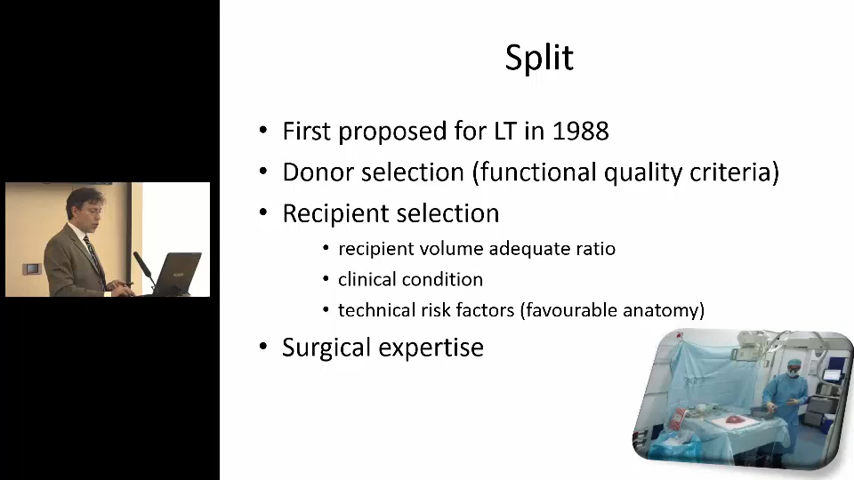 Split
• First proposed for LT in 1988
• Donor selection (functional quality criteria)
• Recipient selection
• recipient volume adequate ratio
• clinical condition
• technical risk factors (favourable anatomy)
• Surgical expertise